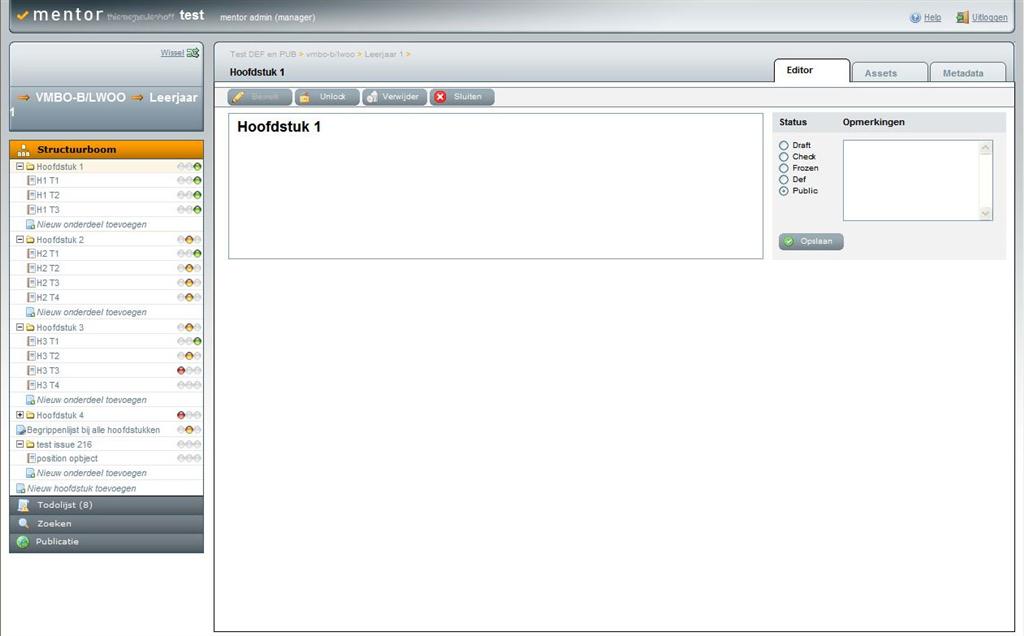 mentor thiememeulenhoff test mentor admin (manager)
Help Uitloggen
Wissel
VMBO-B/LWOO Leerjaar
1
Test DEF en PUB > vmbo-b/lwoo > Leerjaar 1 >
Hoofdstuk 1
Editor Assets Metadata
Bewerk Unlock Verwijder Sluiten
Structuurboom
Hoofdstuk 1
H1 T1
H1 T2
H1 T3
Nieuw onderdeel toevoegen
Hoofdstuk 2
H2 T1
H2 T2
H2 T3
H2 T4
Nieuw onderdeel toevoegen
Hoofdstuk 3
H3 T1
H3 T2
H3 T3
H3 T4
Nieuw onderdeel toevoegen
Hoofdstuk 4
Begrippenlijst bij alle hoofdstukken
test issue 216
position opbject
Nieuw onderdeel toevoegen
Nieuw hoofdstuk toevoegen
Todolijst (8)
Zoeken
Publicatie
Hoofdstuk 1
Status Opmerkingen
Draft
Check
Frozen
Def
Public
Opslaan